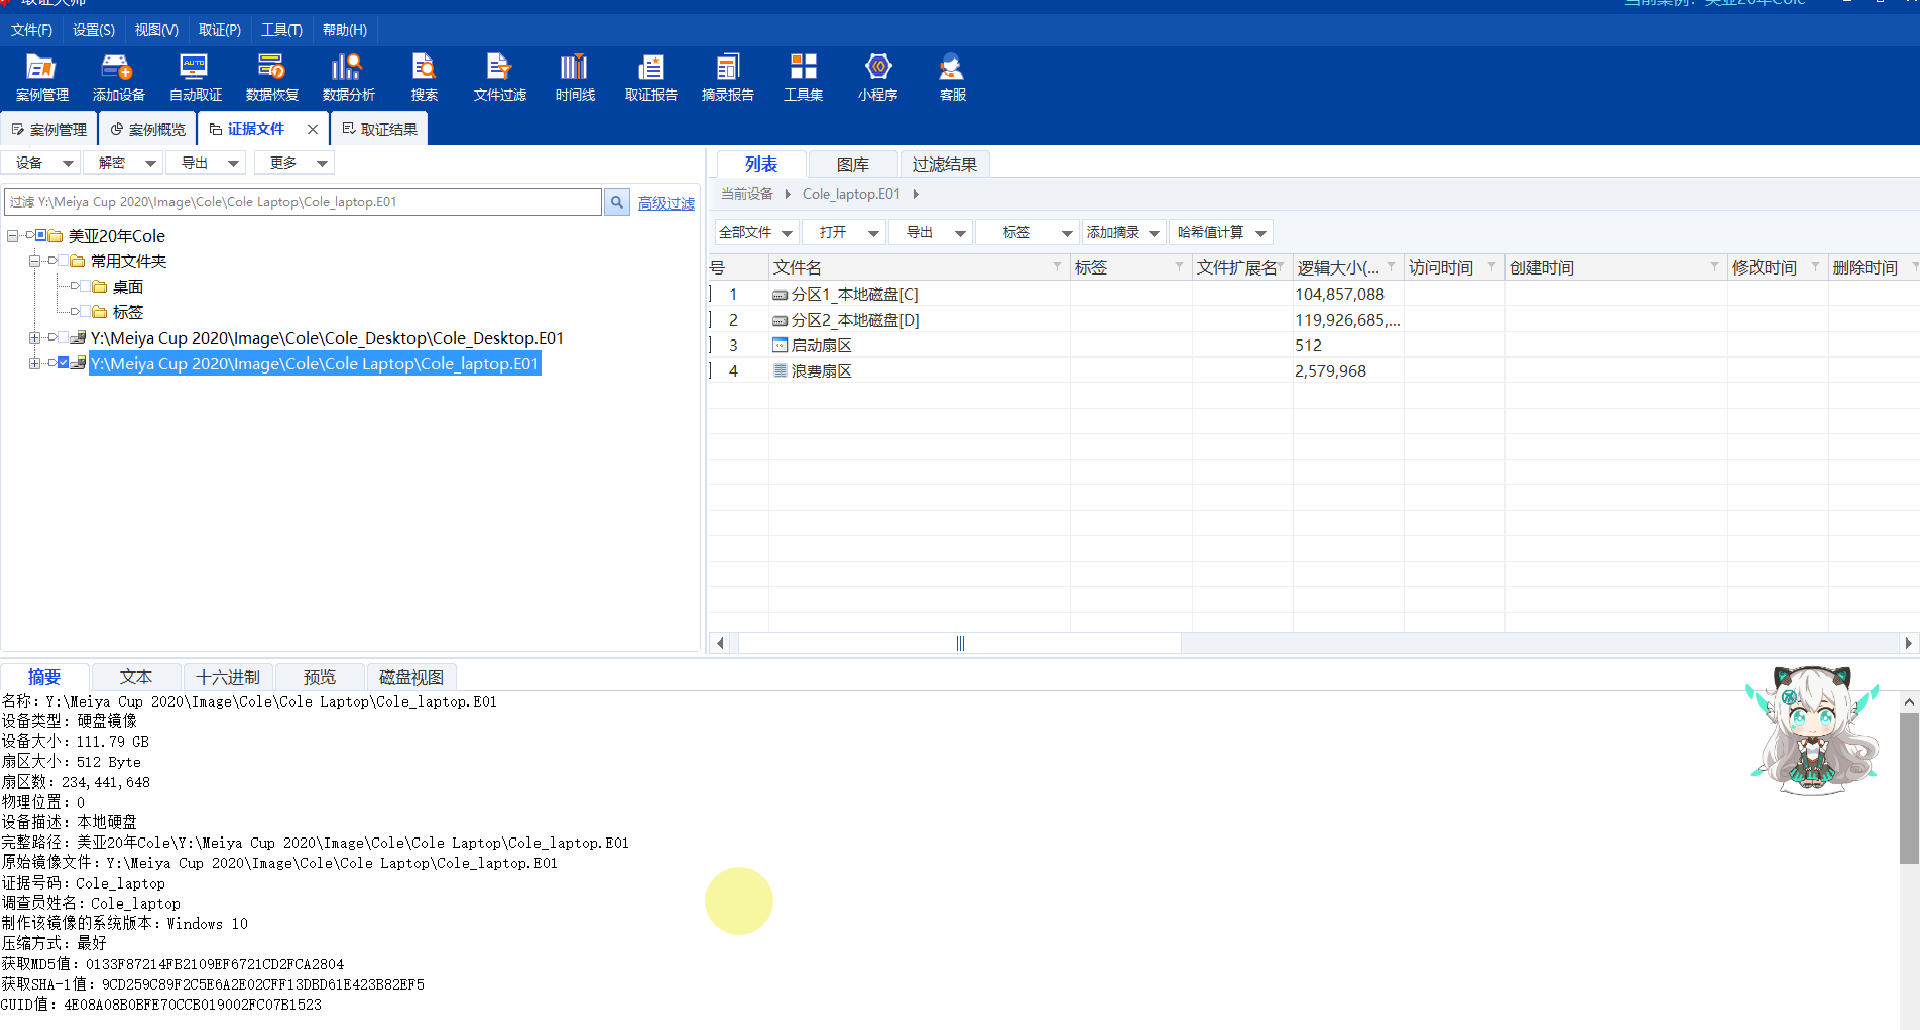 取证大师
当前案例：美亚20年Cole
文件(F) 设置(S) 视图(V) 取证(P) 工具(T) 帮助(H)
案例管理 添加设备 自动取证 数据恢复 数据分析 搜索 文件过滤 时间线 取证报告 摘录报告 工具集 小程序 客服
案例管理 案例概览 证据文件 取证结果
设备 解密 导出 更多
过滤 Y:\Meiya Cup 2020\Image\Cole\Cole Laptop\Cole_laptop.E01
高级过滤
美亚20年Cole
常用文件夹
桌面
标签
Y:\Meiya Cup 2020\Image\Cole\Cole_Desktop\Cole_Desktop.E01
Y:\Meiya Cup 2020\Image\Cole\Cole Laptop\Cole_laptop.E01
列表 图库 过滤结果
当前设备 Cole_laptop.E01
全部文件 打开 导出 标签 添加摘录 哈希值计算
号 文件名 标签 文件扩展名 逻辑大小(... 访问时间 创建时间 修改时间 删除时间
1 分区1_本地磁盘[C] 104,857,088
2 分区2_本地磁盘[D] 119,926,685,...
3 启动扇区 512
4 浪费扇区 2,579,968
摘要 文本 十六进制 预览 磁盘视图
名称：Y:\Meiya Cup 2020\Image\Cole\Cole Laptop\Cole_laptop.E01
设备类型：硬盘镜像
设备大小：111.79 GB
扇区大小：512 Byte
扇区数：234,441,648
物理位置：0
设备描述：本地硬盘
完整路径：美亚20年Cole\Y:\Meiya Cup 2020\Image\Cole\Cole Laptop\Cole_laptop.E01
原始镜像文件：Y:\Meiya Cup 2020\Image\Cole\Cole Laptop\Cole_laptop.E01
证据号码：Cole_laptop
调查员姓名：Cole_laptop
制作该镜像的系统版本：Windows 10
压缩方式：最好
获取MD5值：0133F87214FB2109EF6721CD2FCA2804
获取SHA-1值：9CD259C89F2C5E6A2E02CFF13DBD61E423B82EF5
GUID值：4E08A08B0BFE70CCB019002FC07B1523